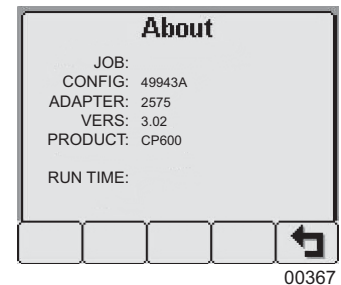 About
JOB:
CONFIG: 49943A
ADAPTER: 2575
VERS: 3.02
PRODUCT: CP600
RUN TIME:
00367